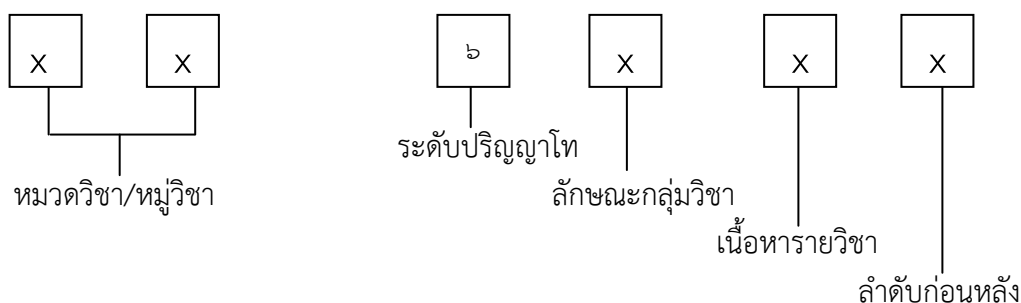 X X ๖ X X X
ระดับปริญญาโท
หมวดวิชา/หมู่วิชา
ลักษณะกลุ่มวิชา
เนื้อหารายวิชา
ลำดับก่อนหลัง